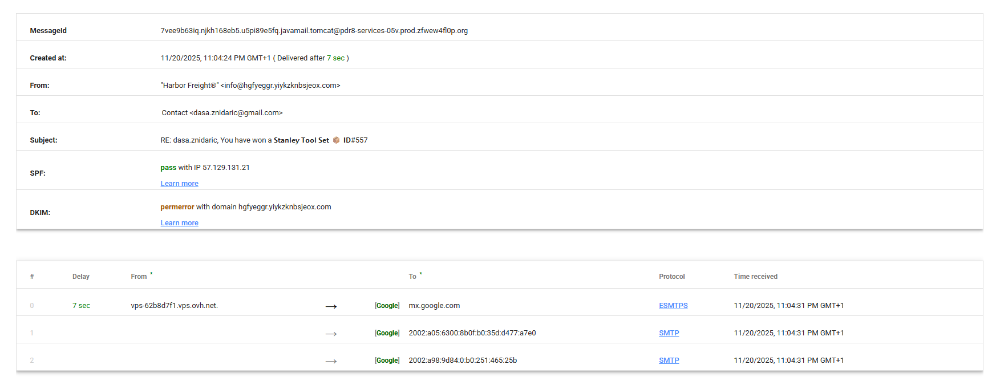 MessageId 7vee9b63iq.njkh168eb5.u5pi89e5fq.javamail.tomcat@pdr8-services-05v.prod.zfwew4fl0p.org
Created at: 11/20/2025, 11:04:24 PM GMT+1 ( Delivered after 7 sec )
From: "Harbor Freight®" <info@hgfyeggr.yiykzknbsjeox.com>
To: Contact <dasa.znidaric@gmail.com>
Subject: RE: dasa.znidaric, You have won a Stanley Tool Set 📦 ID#557
SPF: pass with IP 57.129.131.21
Learn more
DKIM: permerror with domain hgfyeggr.yiykzknbsjeox.com
Learn more
# Delay From * To * Protocol Time received
0 7 sec vps-62b8d7f1.vps.ovh.net. → [Google] mx.google.com ESMTPS 11/20/2025, 11:04:31 PM GMT+1
1 → [Google] 2002:a05:6300:8b0f:b0:35d:d477:a7e0 SMTP 11/20/2025, 11:04:31 PM GMT+1
2 → [Google] 2002:a98:9d84:0:b0:251:465:25b SMTP 11/20/2025, 11:04:31 PM GMT+1